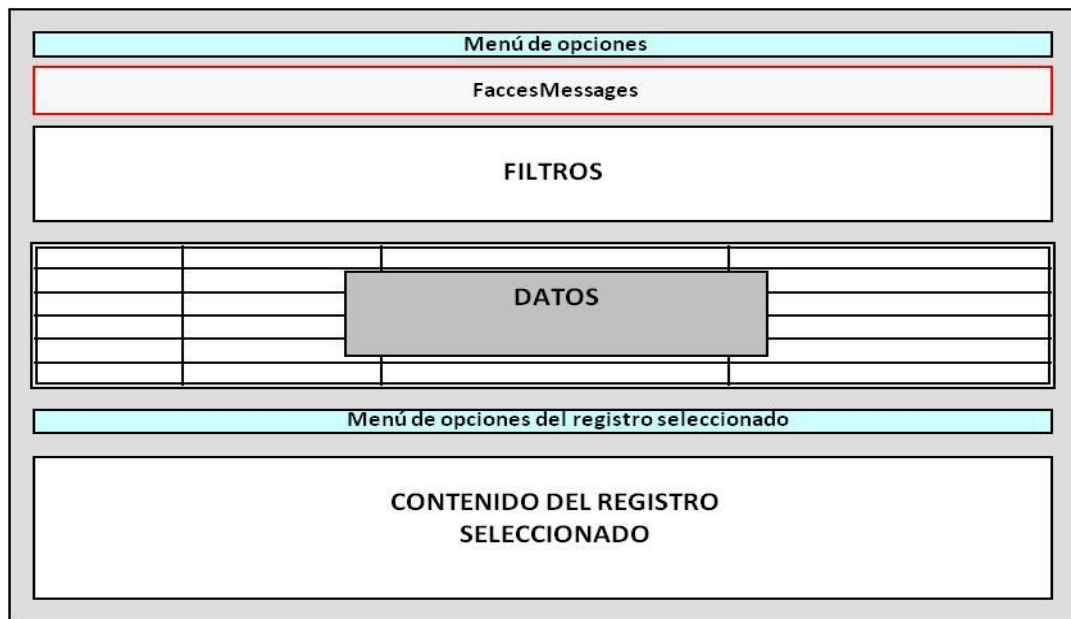 Menú de opciones
FaccesMessages
FILTROS
DATOS
Menú de opciones del registro seleccionado
CONTENIDO DEL REGISTRO
SELECCIONADO